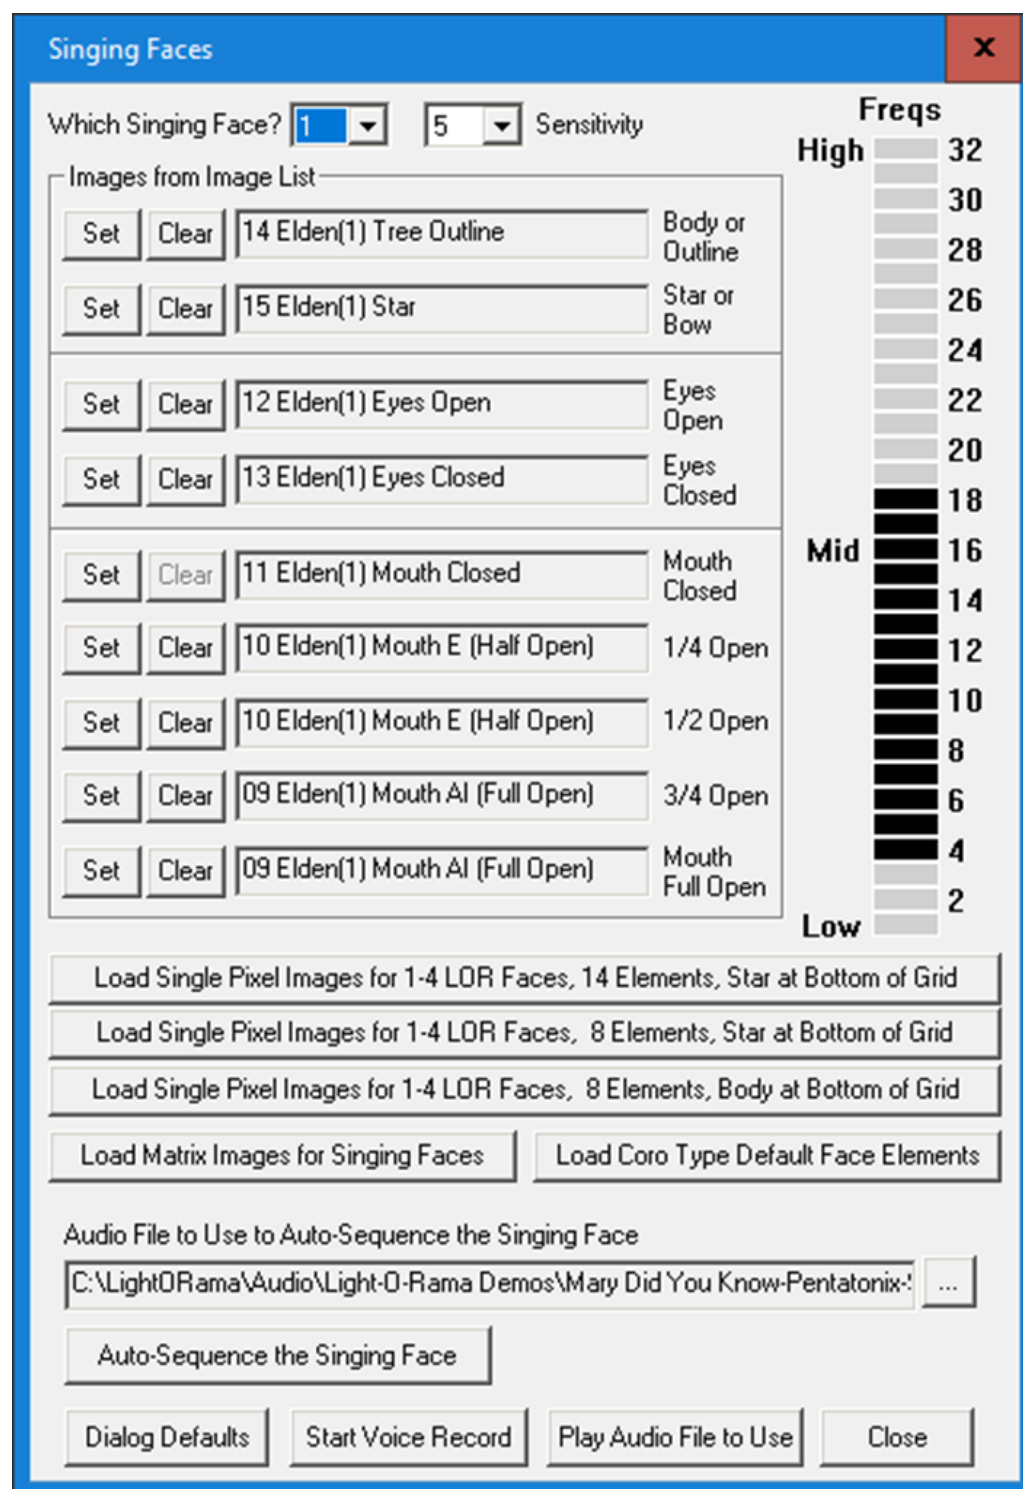 Singing Faces
x
Which Singing Face? 1 5 Sensitivity
Freqs
High 32
30
28
26
24
22
20
18
Mid 16
14
12
10
8
6
4
2
Low
Images from Image List
Set Clear 14 Elden(1) Tree Outline Body or
Outline
Set Clear 15 Elden(1) Star Star or
Bow
Set Clear 12 Elden(1) Eyes Open Eyes
Open
Set Clear 13 Elden(1) Eyes Closed Eyes
Closed
Set Clear 11 Elden(1) Mouth Closed Mouth
Closed
Set Clear 10 Elden(1) Mouth E (Half Open) 1/4 Open
Set Clear 10 Elden(1) Mouth E (Half Open) 1/2 Open
Set Clear 09 Elden(1) Mouth AI (Full Open) 3/4 Open
Set Clear 09 Elden(1) Mouth AI (Full Open) Mouth
Full Open
Load Single Pixel Images for 1-4 LOR Faces, 14 Elements, Star at Bottom of Grid
Load Single Pixel Images for 1-4 LOR Faces, 8 Elements, Star at Bottom of Grid
Load Single Pixel Images for 1-4 LOR Faces, 8 Elements, Body at Bottom of Grid
Load Matrix Images for Singing Faces Load Coro Type Default Face Elements
Audio File to Use to Auto-Sequence the Singing Face
C:\LightORama\Audio\Light-O-Rama Demos\Mary Did You Know-Pentatonix- ...
Auto-Sequence the Singing Face
Dialog Defaults Start Voice Record Play Audio File to Use Close